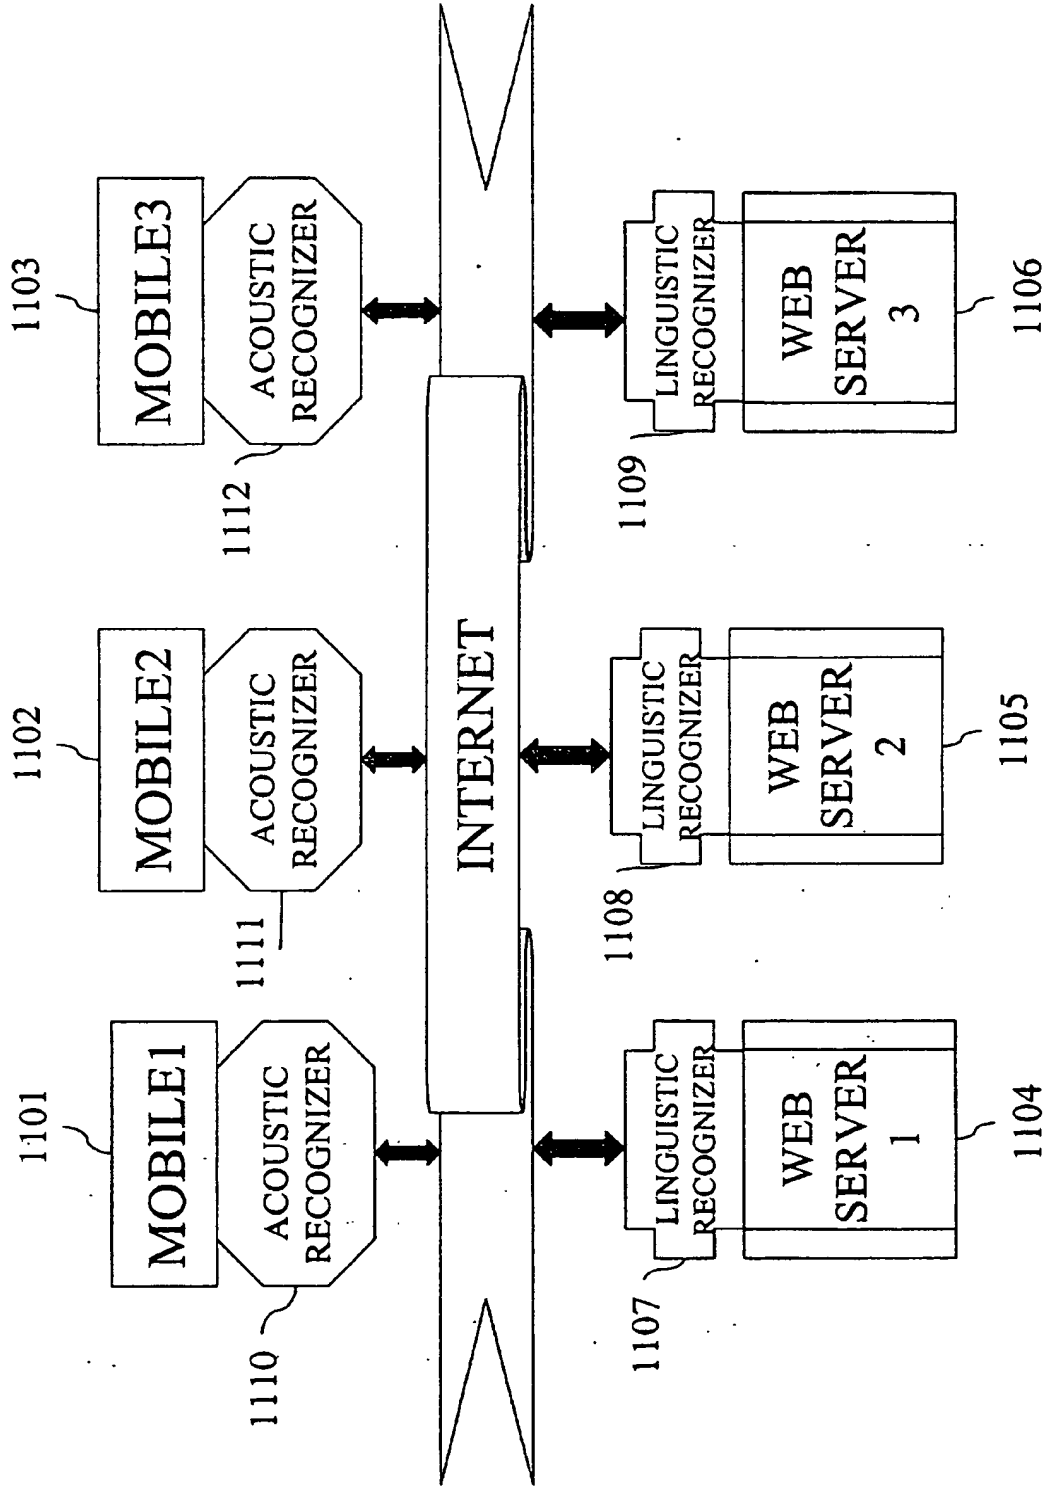 1101
1102
1103
MOBILE1
MOBILE2
MOBILE3
ACOUSTIC
RECOGNIZER
ACOUSTIC
RECOGNIZER
ACOUSTIC
RECOGNIZER
1110
1111
1112
INTERNET
1107
1108
1109
LINGUISTIC
RECOGNIZER
LINGUISTIC
RECOGNIZER
LINGUISTIC
RECOGNIZER
WEB
SERVER
1
WEB
SERVER
2
WEB
SERVER
3
1104
1105
1106